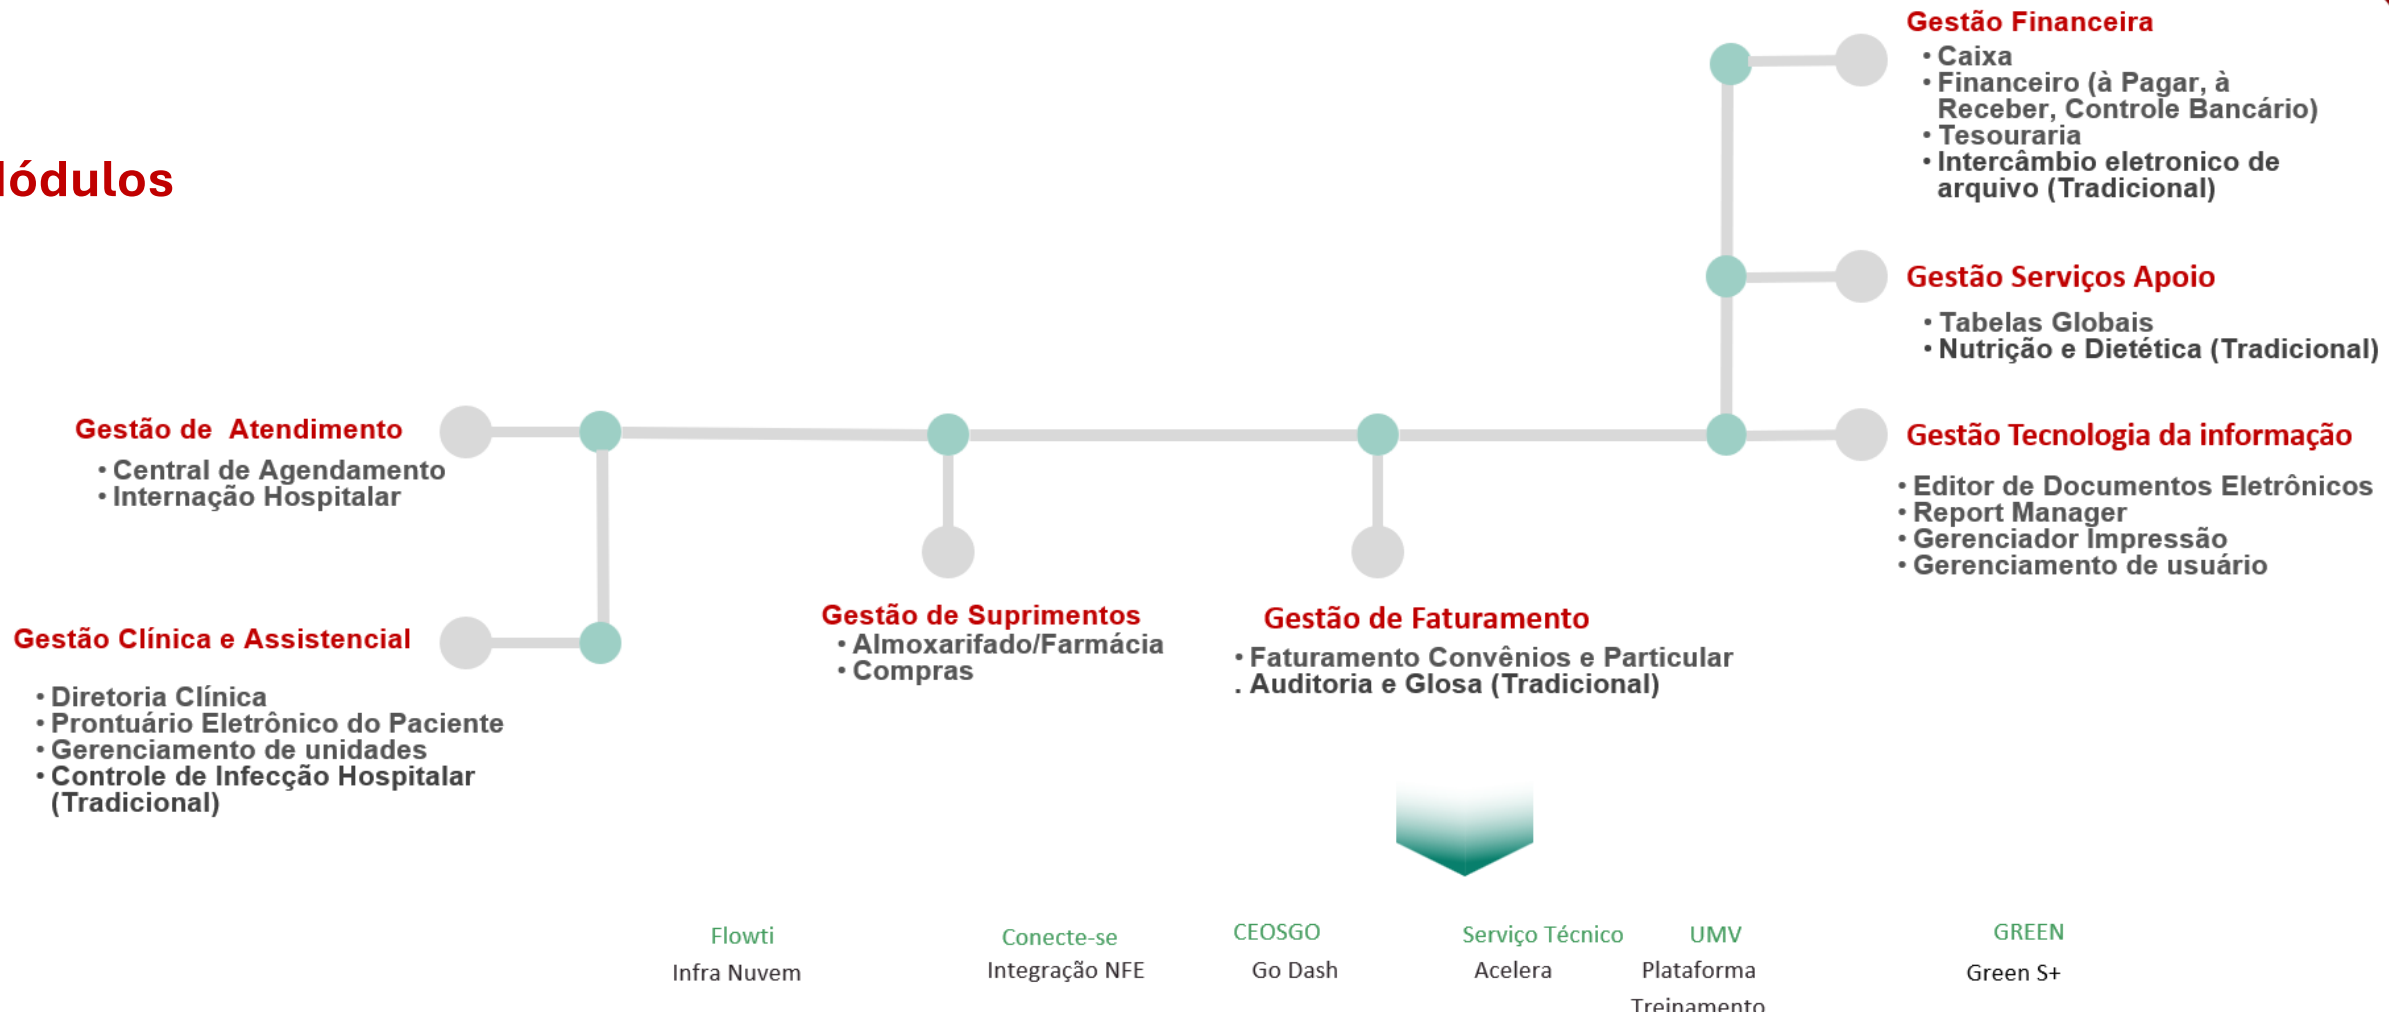 ódulos
Gestão Financeira
• Caixa
• Financeiro (à Pagar, à
Receber, Controle Bancário)
• Tesouraria
• Intercâmbio eletronico de
arquivo (Tradicional)
Gestão Serviços Apoio
• Tabelas Globais
• Nutrição e Dietética (Tradicional)
Gestão de Atendimento
• Central de Agendamento
• Internação Hospitalar
Gestão Tecnologia da informação
• Editor de Documentos Eletrônicos
• Report Manager
• Gerenciador Impressão
• Gerenciamento de usuário
Gestão Clínica e Assistencial
• Diretoria Clínica
• Prontuário Eletrônico do Paciente
• Gerenciamento de unidades
• Controle de Infecção Hospitalar
(Tradicional)
Gestão de Suprimentos
• Almoxarifado/Farmácia
• Compras
Gestão de Faturamento
• Faturamento Convênios e Particular
. Auditoria e Glosa (Tradicional)
Flowti
Infra Nuvem
Conecte-se
Integração NFE
CEOSGO
Go Dash
Serviço Técnico
Acelera
UMV
Plataforma
Treinamento
GREEN
Green S+